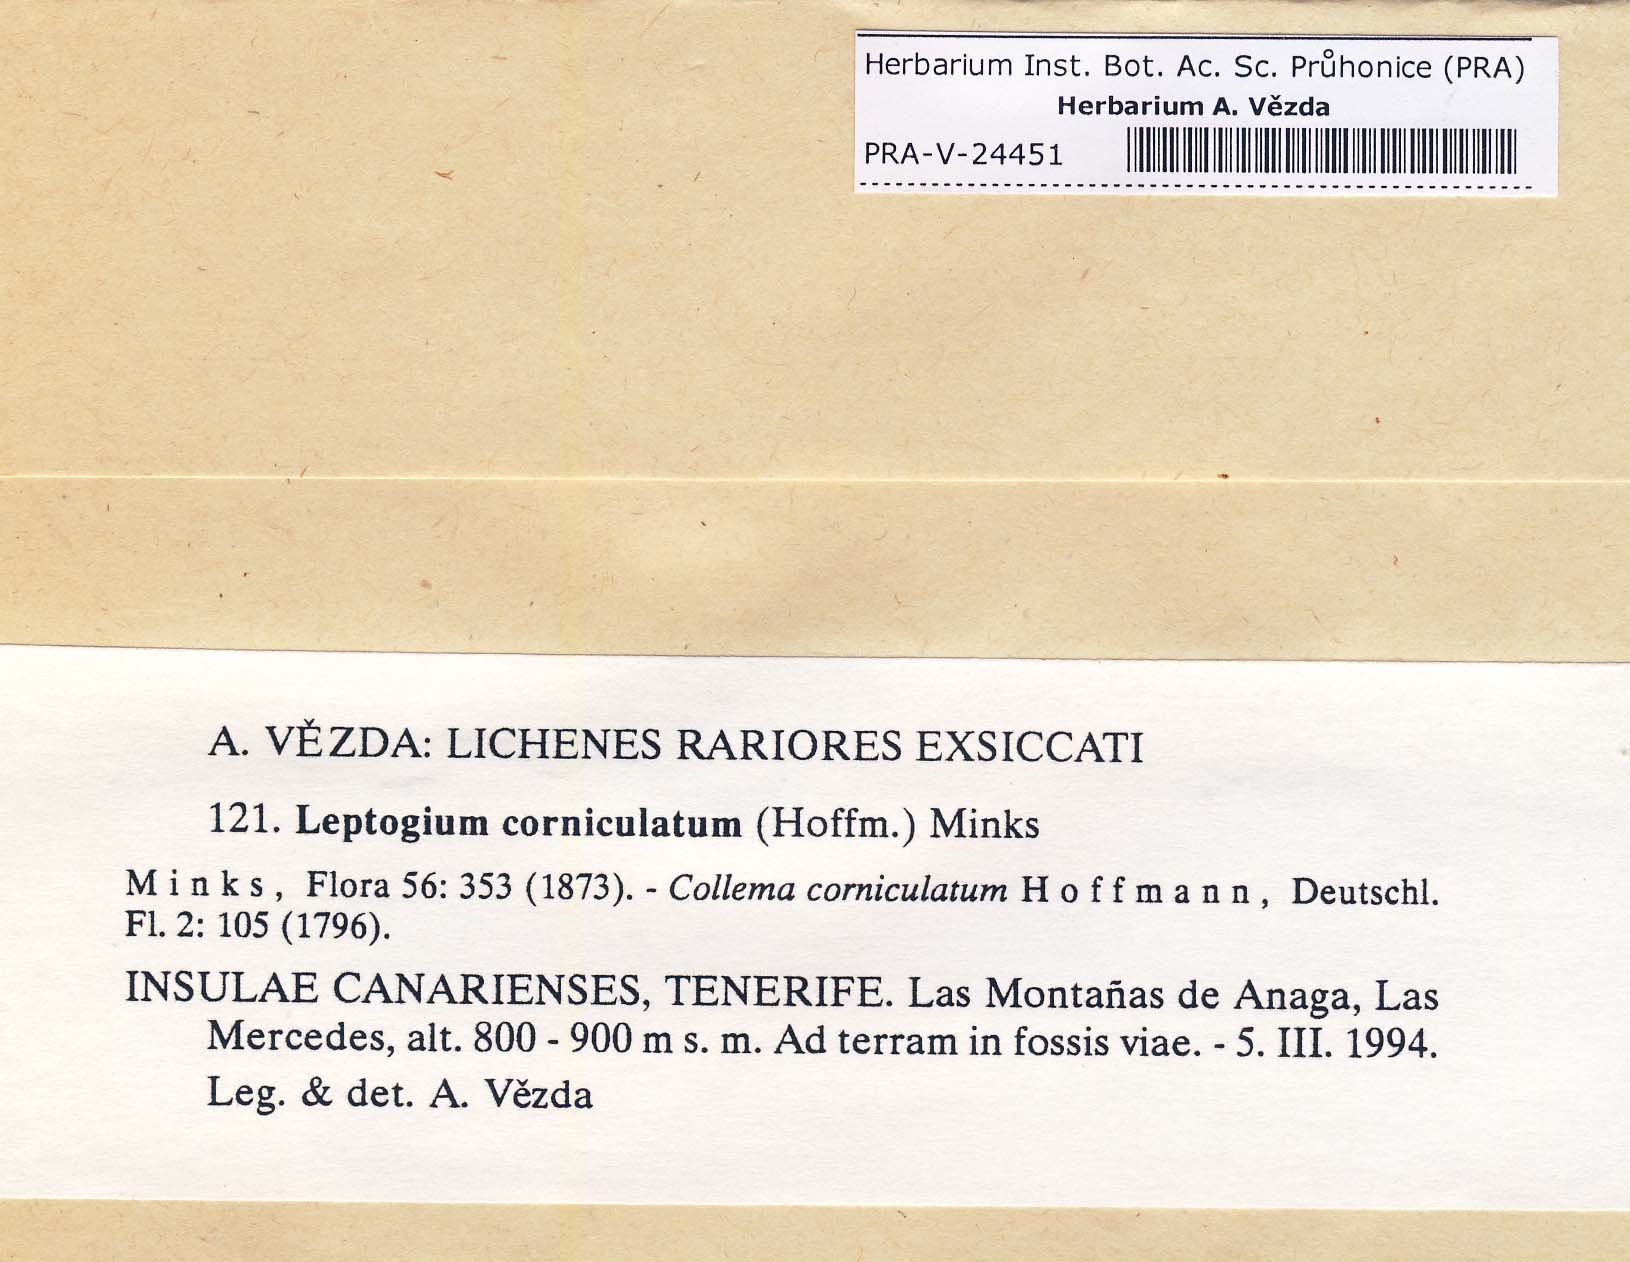 Herbarium Inst. Bot. Ac. Sc. Průhonice (PRA)
Herbarium A. Vězda
PRA-V-24451
A. VĚZDA: LICHENES RARIORES EXSICCATI
121. Leptogium corniculatum (Hoffm.) Minks
Minks, Flora 56: 353 (1873). - Collema corniculatum Hoffmann, Deutschl.
Fl. 2: 105 (1796).
INSULAE CANARIENSES, TENERIFE. Las Montañas de Anaga, Las
Mercedes, alt. 800 - 900 m s. m. Ad terram in fossis viae. - 5. III. 1994.
Leg. & det. A. Vězda